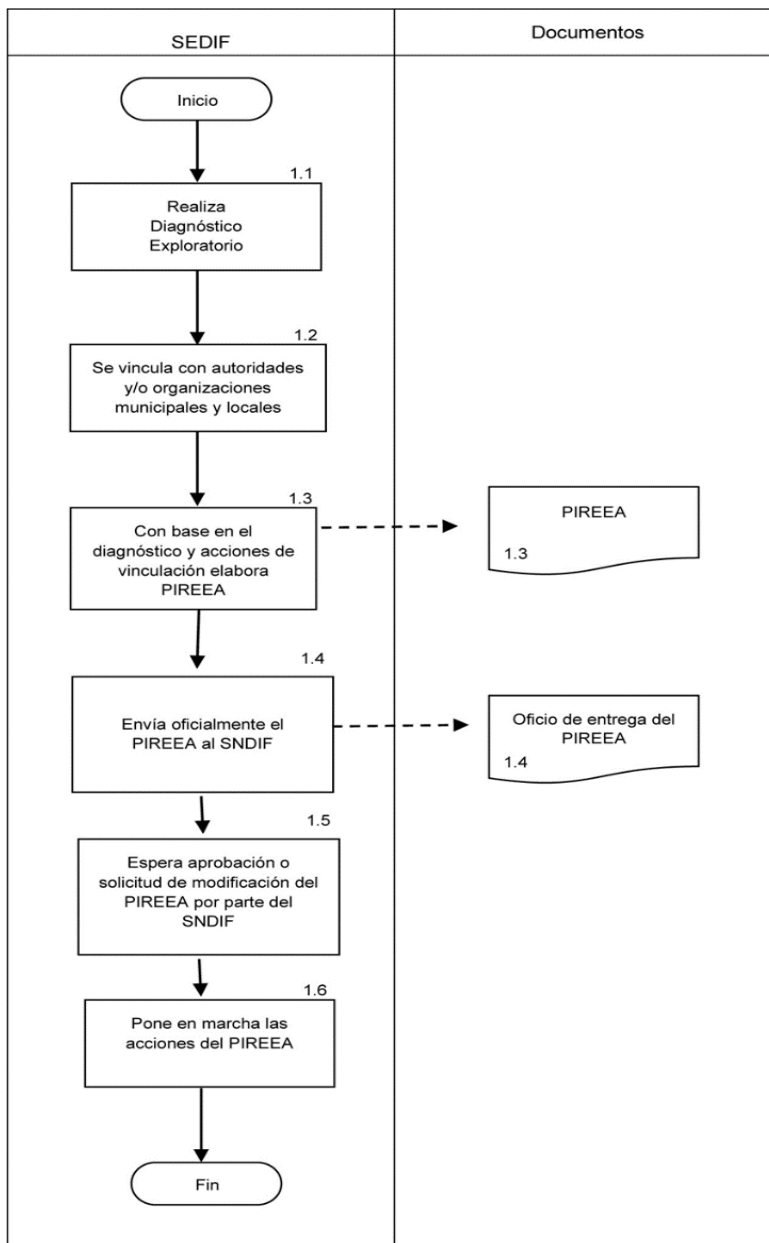 SEDIF
Documentos
Inicio
1.1
Realiza
Diagnóstico
Exploratorio
1.2
Se vincula con autoridades
y/o organizaciones
municipales y locales
1.3
Con base en el
diagnóstico y acciones de
vinculación elabora
PIREEA
PIREEA
1.3
1.4
Envía oficialmente el
PIREEA al SNDIF
Oficio de entrega del
PIREEA
1.4
1.5
Espera aprobación o
solicitud de modificación del
PIREEA por parte del
SNDIF
1.6
Pone en marcha las
acciones del PIREEA
Fin